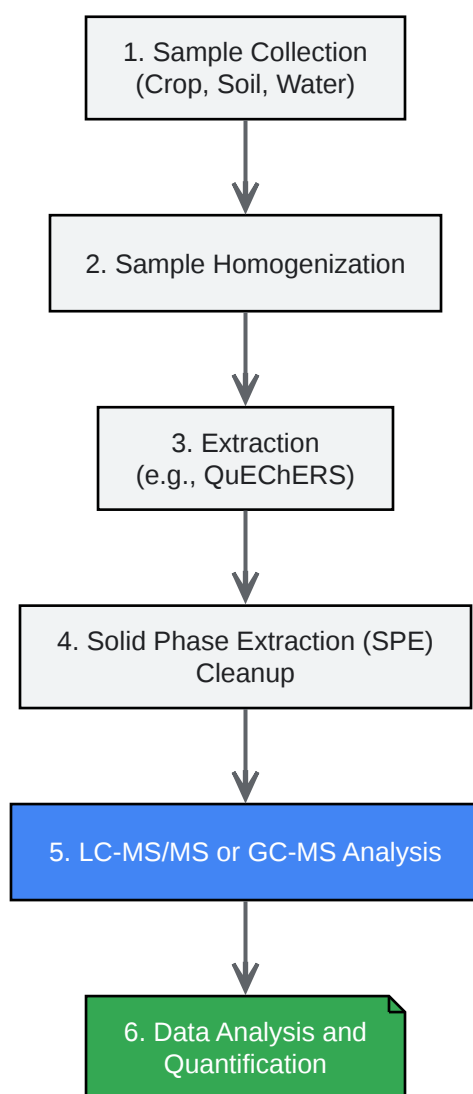 1. Sample Collection
(Crop, Soil, Water)
2. Sample Homogenization
3. Extraction
(e.g., QuEChERS)
4. Solid Phase Extraction (SPE)
Cleanup
5. LC-MS/MS or GC-MS Analysis
6. Data Analysis and
Quantification